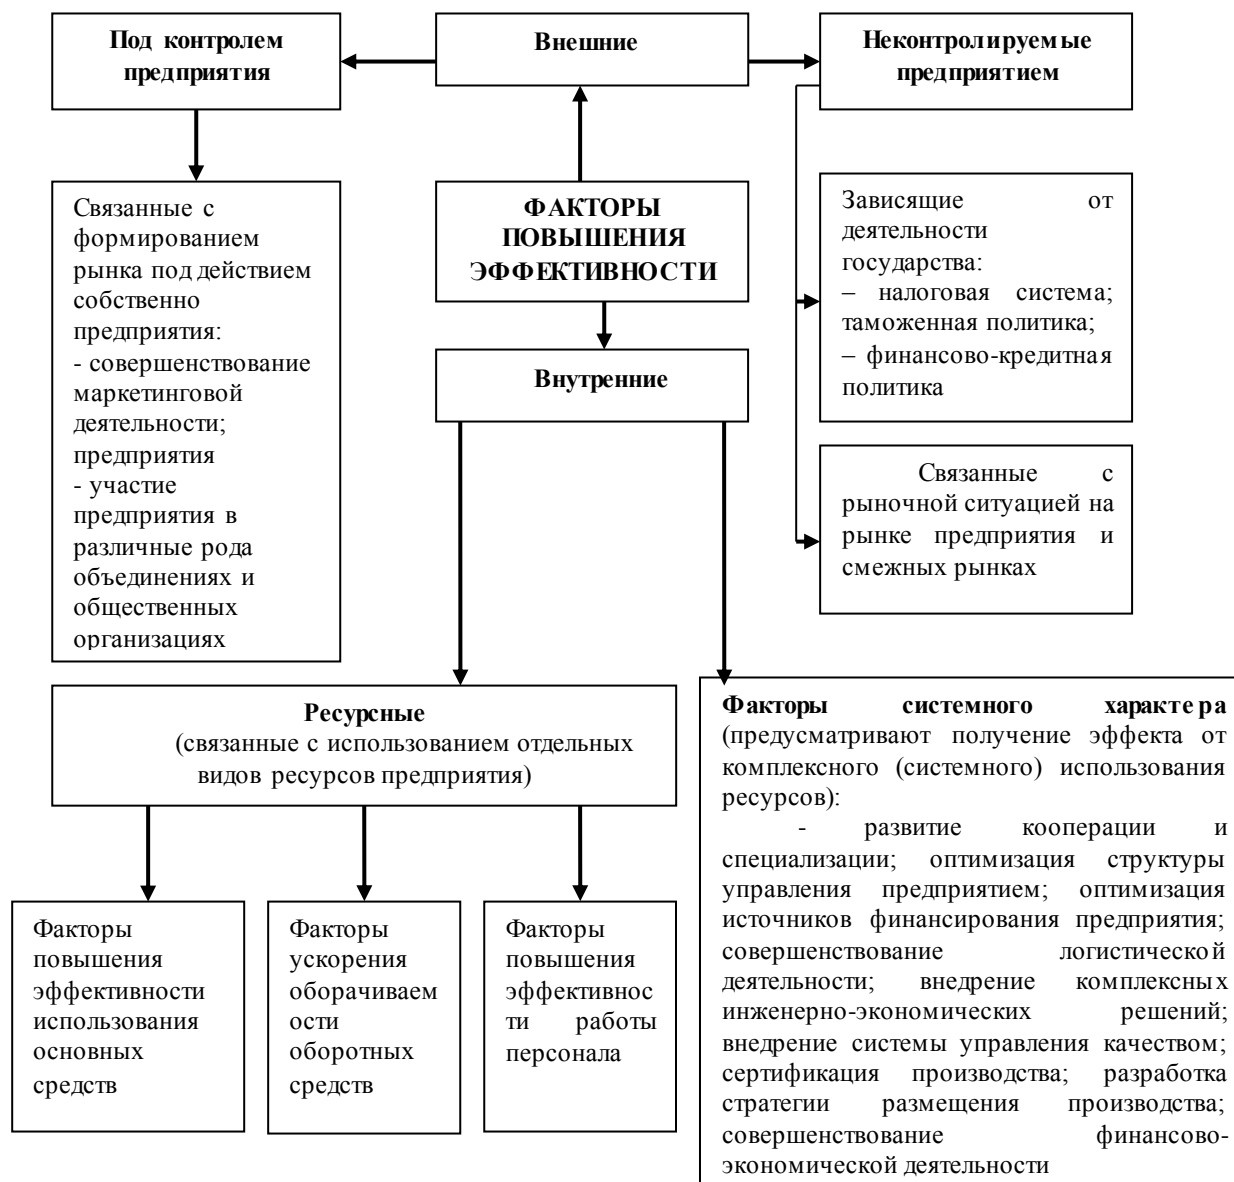 Под контролем
предприятия
Внешние
Неконтролируемые
предприятием
Связанные с
формированием
рынка под действием
собственно
предприятия:
- совершенствование
маркетинговой
деятельности;
предприятия
- участие
предприятия в
различные рода
объединениях и
общественных
организациях
ФАКТОРЫ
ПОВЫШЕНИЯ
ЭФФЕКТИВНОСТИ
Зависящие от
деятельности
государства:
– налоговая система;
таможенная политика;
– финансово-кредитная
политика
Внутренние
Связанные с
рыночной ситуацией на
рынке предприятия и
смежных рынках
Ресурсные
(связанные с использованием отдельных
видов ресурсов предприятия)
Факторы системного характера
(предусматривают получение эффекта от
комплексного (системного) использования
ресурсов):
- развитие кооперации и
специализации; оптимизация структуры
управления предприятием; оптимизация
источников финансирования предприятия;
совершенствование логистической
деятельности; внедрение комплексных
инженерно-экономических решений;
внедрение системы управления качеством;
сертификация производства; разработка
стратегии размещения производства;
совершенствование финансово-
экономической деятельности
Факторы
повышения
эффективности
использования
основных
средств
Факторы
ускорения
оборачиваем
ости
оборотных
средств
Факторы
повышения
эффективнос
ти работы
персонала